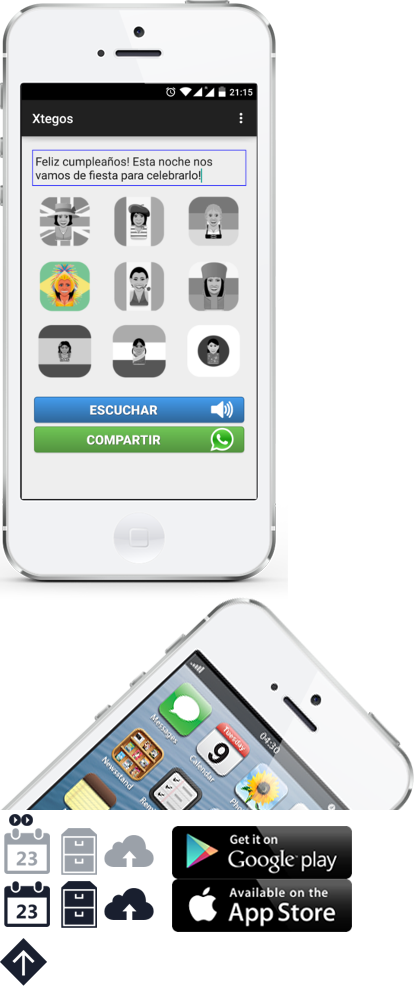 21:15
Xtegos
Feliz cumpleaños! Esta noche nos
vamos de fiesta para celebrarlo!
ESCUCHAR
COMPARTIR
04:30
Messages
Tuesday
9
Calendar
Newsstand
23
Get it on
Google play
23
Available on the
App Store